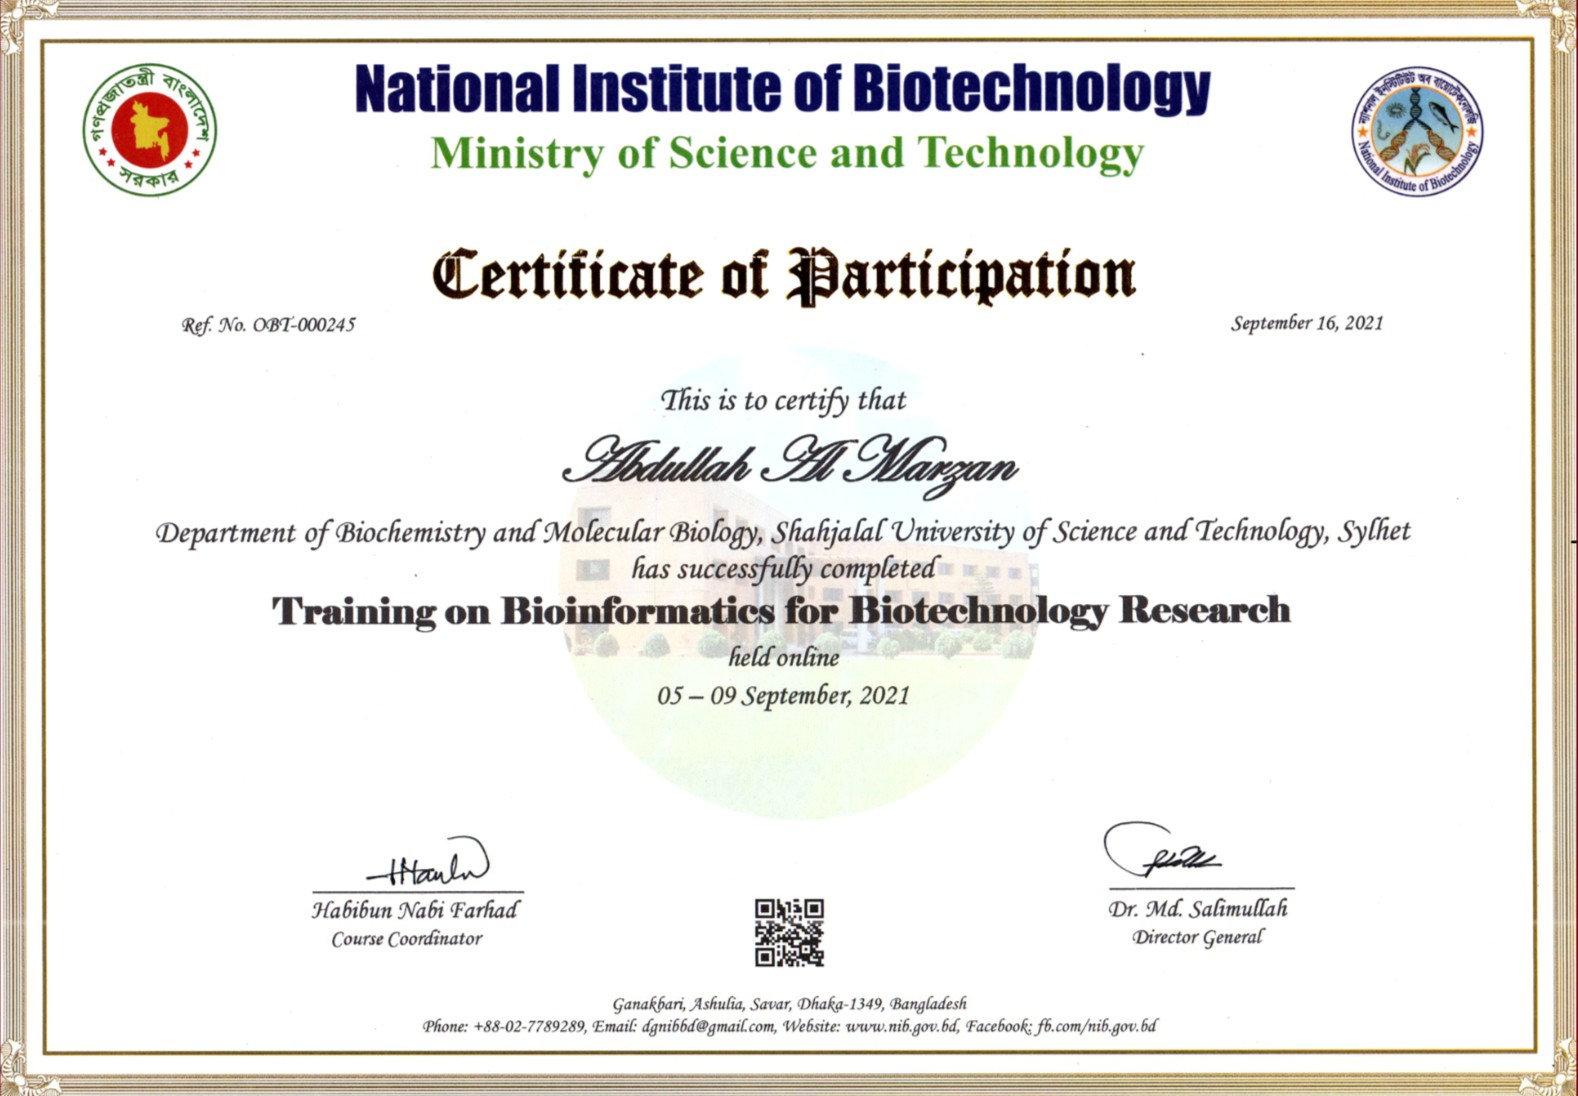 গণপ্রজাতন্ত্রী বাংলাদেশ
সরকার
National Institute of Biotechnology
Ministry of Science and Technology
ন্যাশনাল ইনস্টিটিউট অব বায়োটেকনোলজি
National Institute of Biotechnology
Certificate of Participation
Ref. No. OBT-000245
September 16, 2021
This is to certify that
Abdullah Al Marzan
Department of Biochemistry and Molecular Biology, Shahjalal University of Science and Technology, Sylhet
has successfully completed
Training on Bioinformatics for Biotechnology Research
held online
05 – 09 September, 2021
Habibun Nabi Farhad
Course Coordinator
Dr. Md. Salimullah
Director General
Ganakbari, Ashulia, Savar, Dhaka-1349, Bangladesh
Phone: +88-02-7789289, Email: dgnibbd@gmail.com, Website: www.nib.gov.bd, Facebook: fb.com/nib.gov.bd